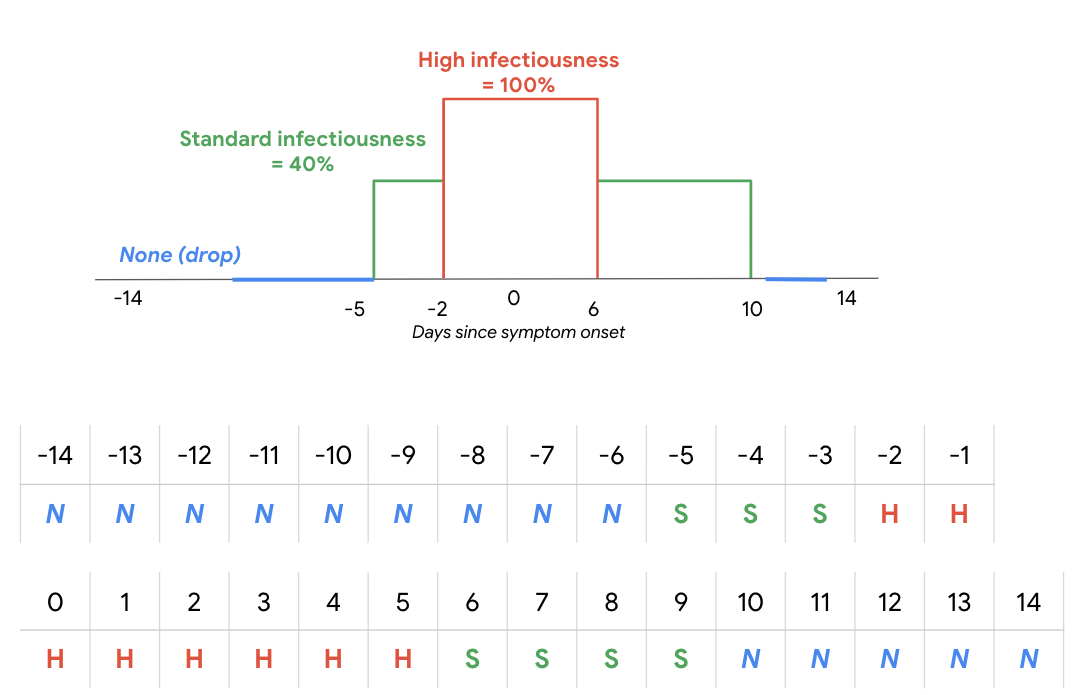 High infectiousness
= 100%
Standard infectiousness
= 40%
None (drop)
-14 -5 -2 0 6 10 14
Days since symptom onset
-14 -13 -12 -11 -10 -9 -8 -7 -6 -5 -4 -3 -2 -1
N N N N N N N N N S S S H H
0 1 2 3 4 5 6 7 8 9 10 11 12 13 14
H H H H H H S S S S N N N N N